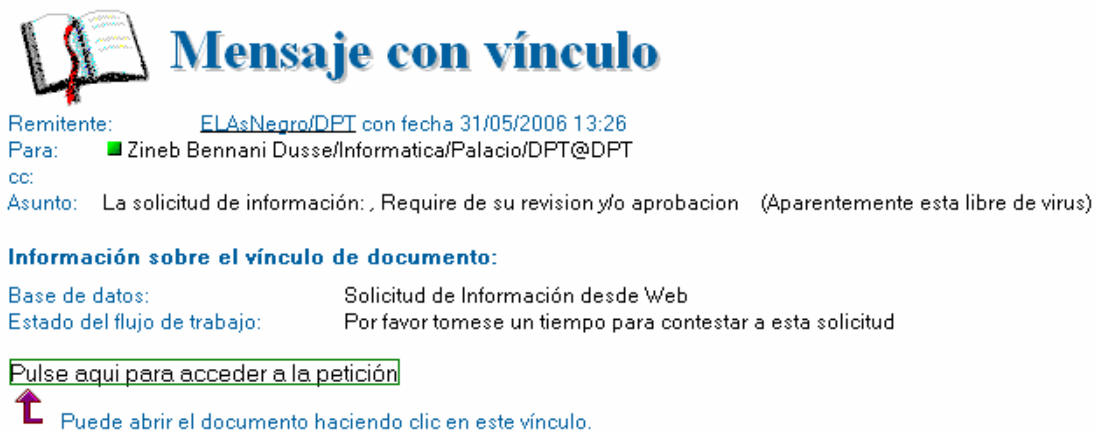 Mensaje con vínculo
Remitente: ELAsNegro/DPT con fecha 31/05/2006 13:26
Para: Zineb Bennani Dusse/Informatica/Palacio/DPT@DPT
cc:
Asunto: La solicitud de información: , Require de su revision y/o aprobacion (Aparentemente esta libre de virus)
Información sobre el vínculo de documento:
Base de datos: Solicitud de Información desde Web
Estado del flujo de trabajo: Por favor tomese un tiempo para contestar a esta solicitud
Pulse aqui para acceder a la petición
Puede abrir el documento haciendo clic en este vínculo.